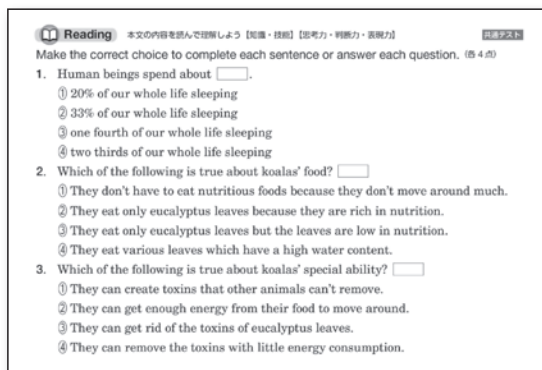 Reading 本文の内容を読んで理解しよう【知識・技能】【思考力・判断力・表現力】 共通テスト
Make the correct choice to complete each sentence or answer each question. (各4点)
1. Human beings spend about .
① 20% of our whole life sleeping
② 33% of our whole life sleeping
③ one fourth of our whole life sleeping
④ two thirds of our whole life sleeping
2. Which of the following is true about koalas' food?
① They don't have to eat nutritious foods because they don't move around much.
② They eat only eucalyptus leaves because they are rich in nutrition.
③ They eat only eucalyptus leaves but the leaves are low in nutrition.
④ They eat various leaves which have a high water content.
3. Which of the following is true about koalas' special ability?
① They can create toxins that other animals can't remove.
② They can get enough energy from their food to move around.
③ They can get rid of the toxins of eucalyptus leaves.
④ They can remove the toxins with little energy consumption.